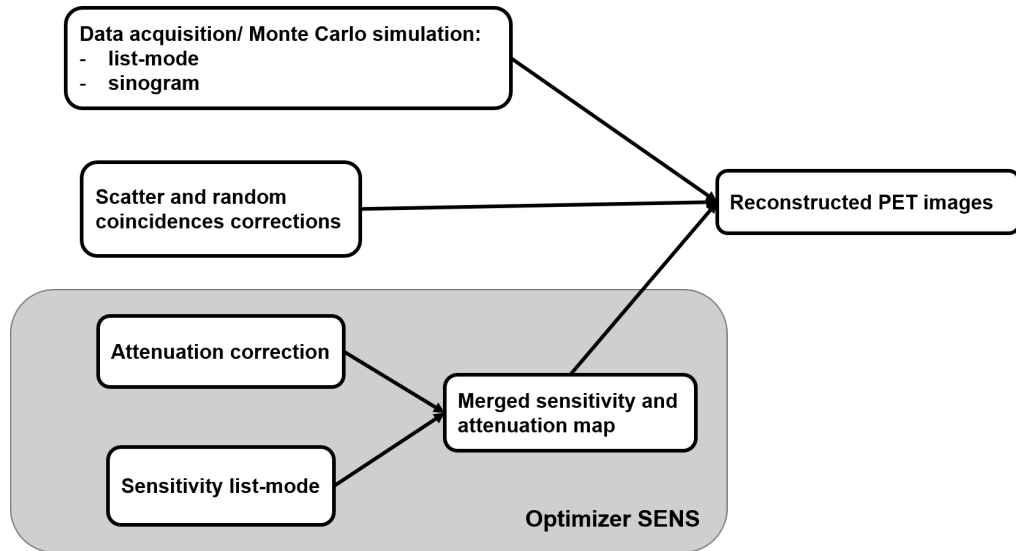 Data acquisition/ Monte Carlo simulation:
- list-mode
- sinogram
Scatter and random
coincidences corrections
Reconstructed PET images
Attenuation correction
Merged sensitivity and
attenuation map
Sensitivity list-mode
Optimizer SENS